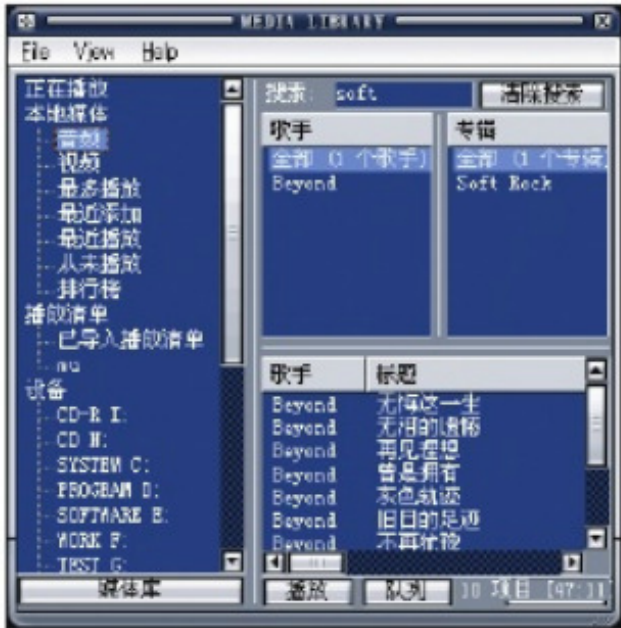 MEDIA LIBRARY
File View Help
正在播放
本地媒体
音频
视频
最多播放
最近添加
最近播放
从未播放
排行榜
播放清单
已导入播放清单
mu
设备
CD-R I:
CD H:
SYSTEM C:
PROGRAM D:
SOFTWARE E:
WORK F:
TEST G:
媒体库
搜索: soft 清除搜索
歌手 专辑
全部 (1 个歌手) 全部 (1 个专辑
Beyond Soft Rock
歌手 标题
Beyond 无悔这一生
Beyond 无泪的遗憾
Beyond 再见理想
Beyond 曾是拥有
Beyond 灰色轨迹
Beyond 旧日的足迹
Beyond 不再犹豫
播放 队列 10 项目 [47:11